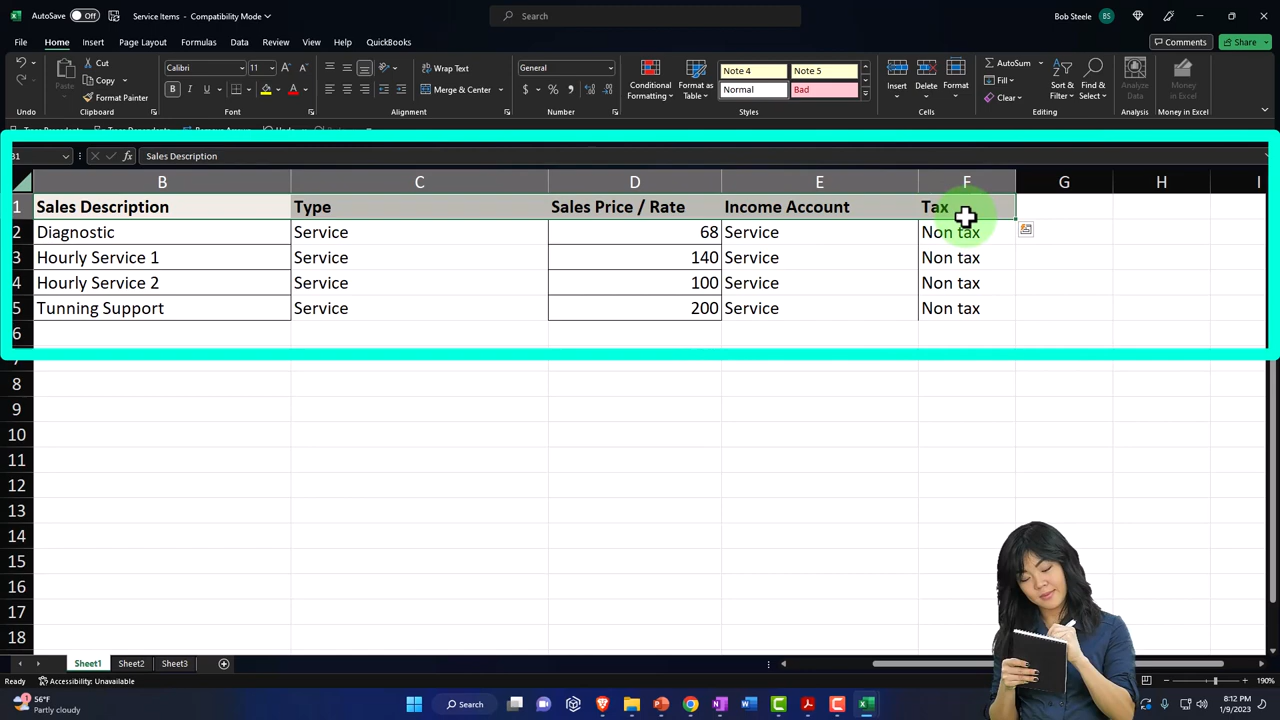 AutoSave Off Service Items - Compatibility Mode Search Bob Steele BS
File Home Insert Page Layout Formulas Data Review View Help QuickBooks Comments Share
Cut Calibri 11 Wrap Text General Note 4 Note 5 AutoSum
Paste Copy Conditional Formatting Format as Table Insert Delete Format Fill Sort & Filter Find & Select Analyze Data Money in Excel
Format Painter B I U Merge & Center Normal Bad Clear
Undo Clipboard Font Alignment Number Styles Cells Editing Analysis Money in Excel
B1 Sales Description
B C D E F G H I
1 Sales Description Type Sales Price / Rate Income Account Tax
2 Diagnostic Service 68 Service Non tax
3 Hourly Service 1 Service 140 Service Non tax
4 Hourly Service 2 Service 100 Service Non tax
5 Tunning Support Service 200 Service Non tax
6
7
8
9
10
11
12
13
14
15
16
17
18
Sheet1 Sheet2 Sheet3
Ready Accessibility: Unavailable 190%
56°F
Partly cloudy
Search
8:12 PM
1/9/2023